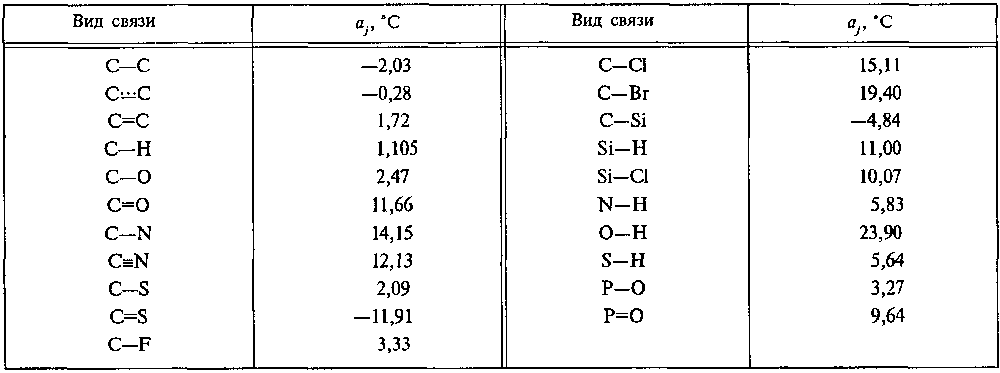 Вид связи a_j, °C Вид связи a_j, °C
C—C —2,03 C—Cl 15,11
C⋯C —0,28 C—Br 19,40
C=C 1,72 C—Si —4,84
C—H 1,105 Si—H 11,00
C—O 2,47 Si—Cl 10,07
C=O 11,66 N—H 5,83
C—N 14,15 O—H 23,90
C≡N 12,13 S—H 5,64
C—S 2,09 P—O 3,27
C=S —11,91 P=O 9,64
C—F 3,33